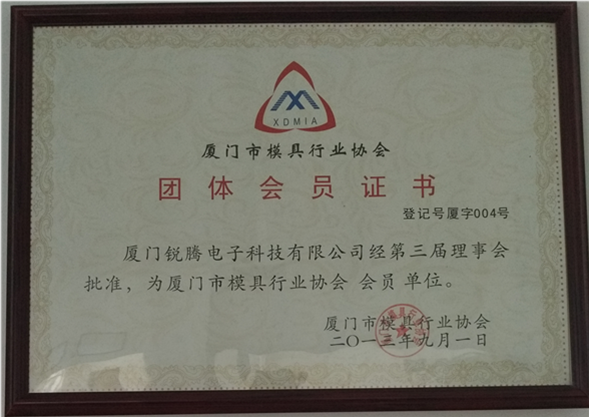 XDMIA
厦门市模具行业协会
团体会员证书
登记号厦字004号
厦门锐腾电子科技有限公司经第三届理事会
批准，为厦门市模具行业协会 会员 单位。
厦门市模具行业协会
二〇一三年九月一日